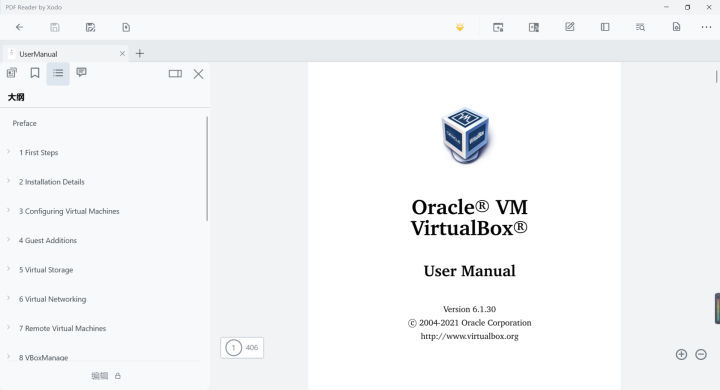 PDF Reader by Xodo
UserManual
大纲
Preface
1 First Steps
2 Installation Details
3 Configuring Virtual Machines
4 Guest Additions
5 Virtual Storage
6 Virtual Networking
7 Remote Virtual Machines
8 VBoxManage
编辑
1 406
Oracle® VM
VirtualBox®
User Manual
Version 6.1.30
© 2004-2021 Oracle Corporation
http://www.virtualbox.org